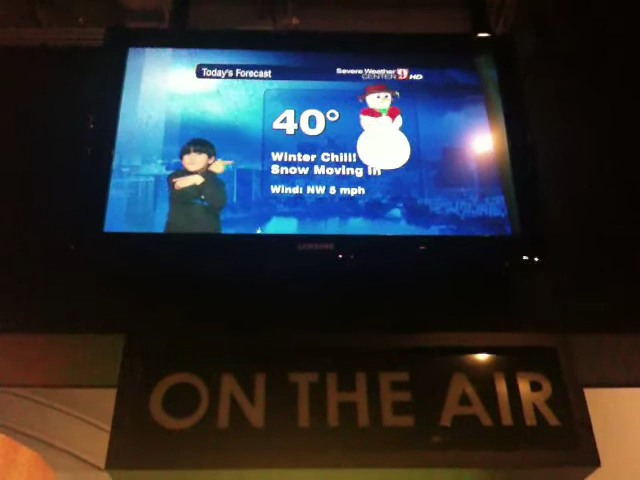 Today's Forecast
Severe Weather
CENTER 9 HD
40°
Winter Chill!
Snow Moving In
Wind: NW 5 mph
SAMSUNG
ON THE AIR